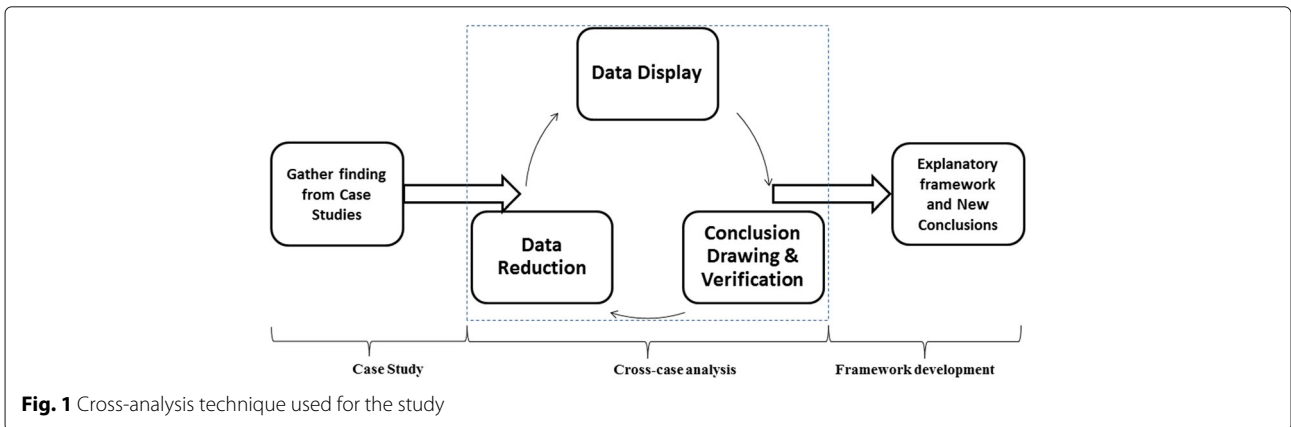 Data Display
Gather finding
from Case
Studies
Data
Reduction
Conclusion
Drawing &
Verification
Explanatory
framework
and New
Conclusions
Case Study
Cross-case analysis
Framework development
Fig. 1 Cross-analysis technique used for the study